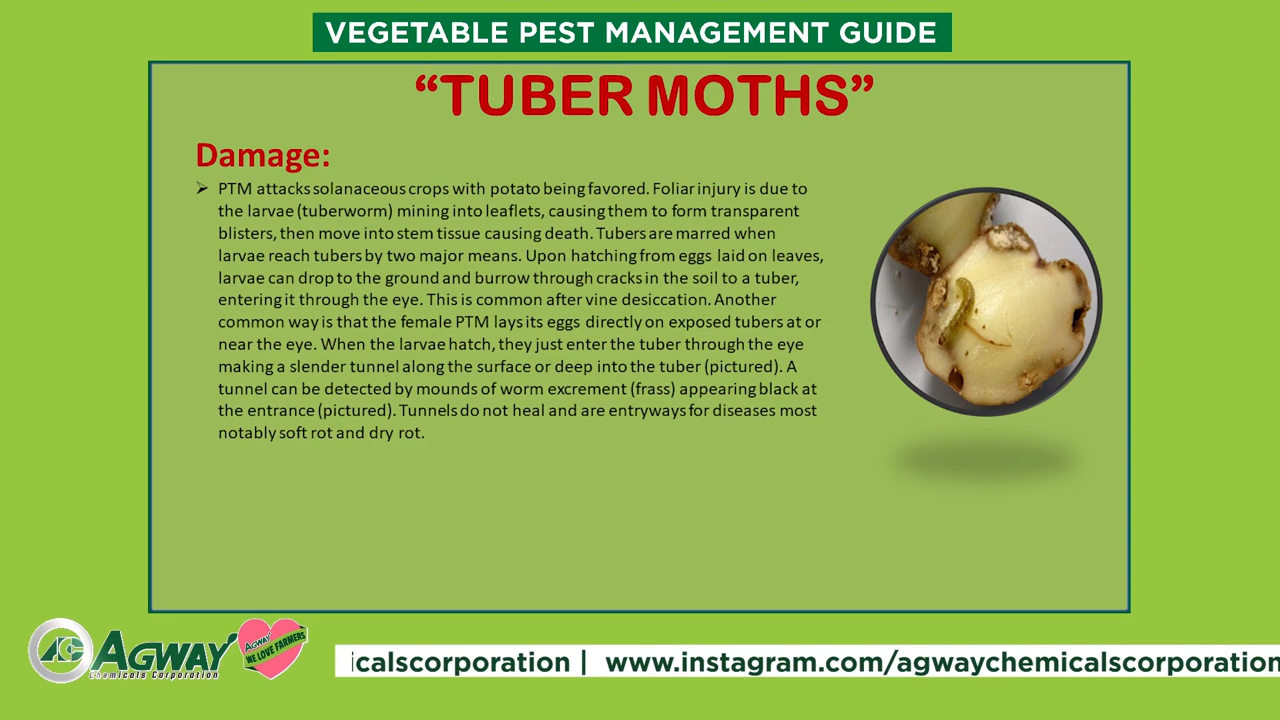 VEGETABLE PEST MANAGEMENT GUIDE
“TUBER MOTHS”
Damage:
➢ PTM attacks solanaceous crops with potato being favored. Foliar injury is due to
the larvae (tuberworm) mining into leaflets, causing them to form transparent
blisters, then move into stem tissue causing death. Tubers are marred when
larvae reach tubers by two major means. Upon hatching from eggs laid on leaves,
larvae can drop to the ground and burrow through cracks in the soil to a tuber,
entering it through the eye. This is common after vine desiccation. Another
common way is that the female PTM lays its eggs directly on exposed tubers at or
near the eye. When the larvae hatch, they just enter the tuber through the eye
making a slender tunnel along the surface or deep into the tuber (pictured). A
tunnel can be detected by mounds of worm excrement (frass) appearing black at
the entrance (pictured). Tunnels do not heal and are entryways for diseases most
notably soft rot and dry rot.
AC AGWAY
Chemicals Corporation
AGWAY
WE LOVE FARMERS
icalscorporation | www.instagram.com/agwaychemicalscorporation